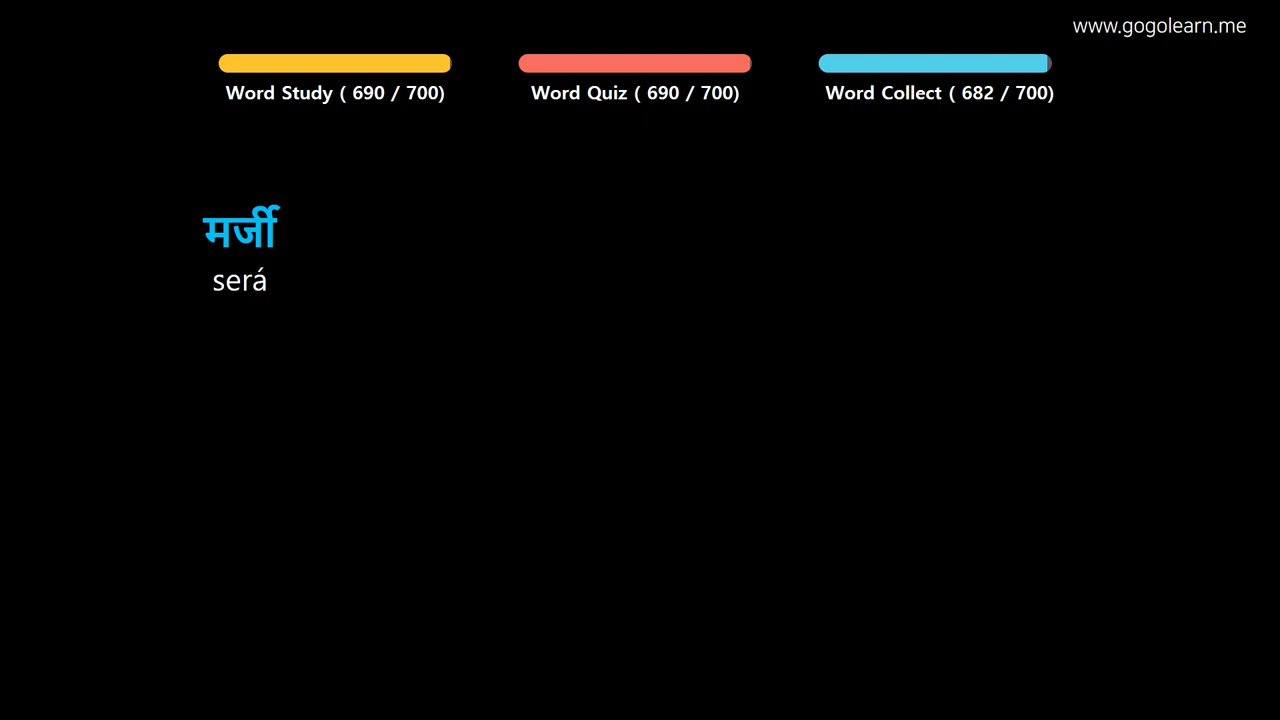 www.gogolearn.me
Word Study ( 690 / 700)
Word Quiz ( 690 / 700)
Word Collect ( 682 / 700)
मर्जी
será